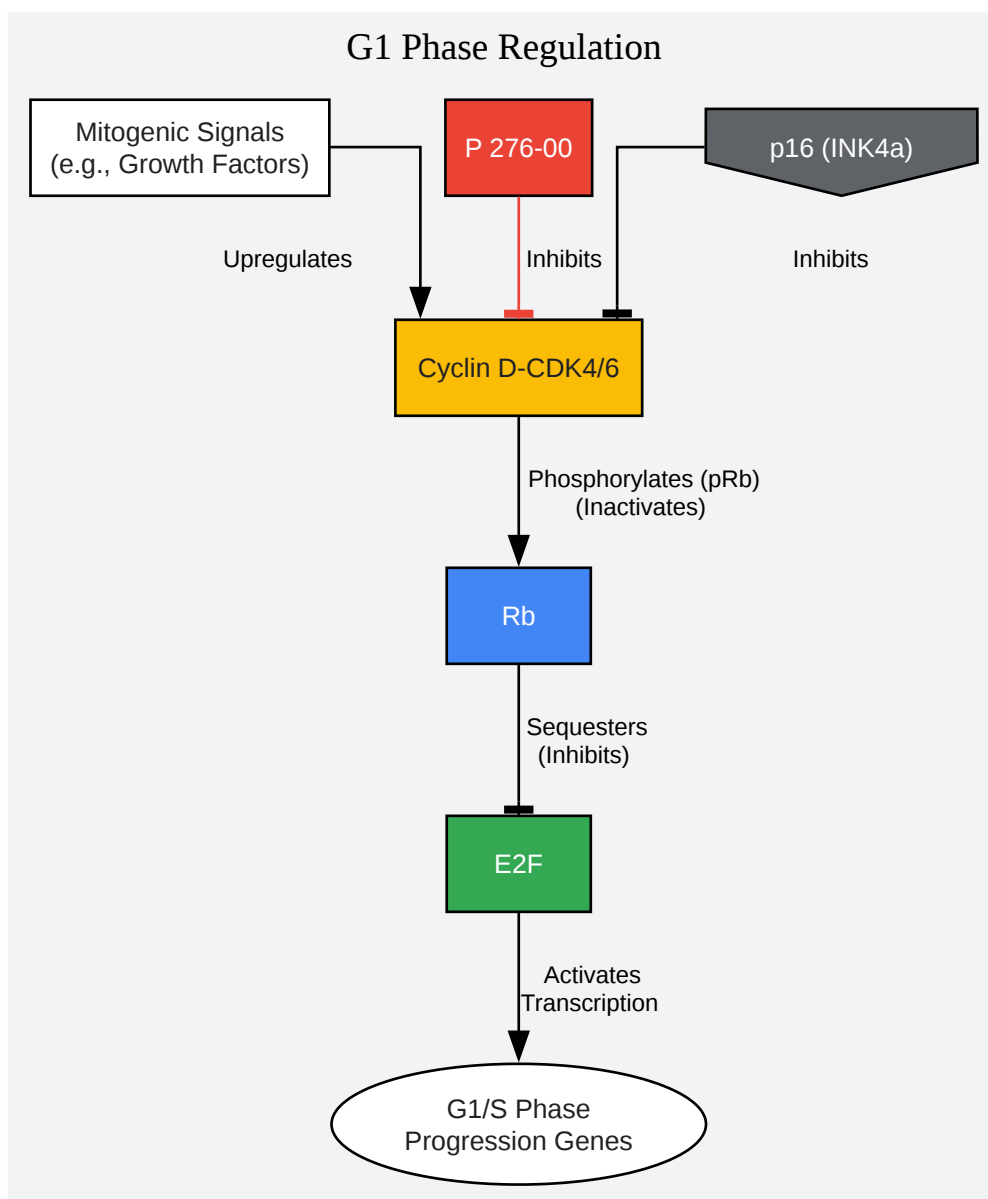 G1 Phase Regulation
Mitogenic Signals
(e.g., Growth Factors)
P 276-00
p16 (INK4a)
Upregulates
Inhibits
Inhibits
Cyclin D-CDK4/6
Phosphorylates (pRb)
(Inactivates)
Rb
Sequesters
(Inhibits)
E2F
Activates
Transcription
G1/S Phase
Progression Genes